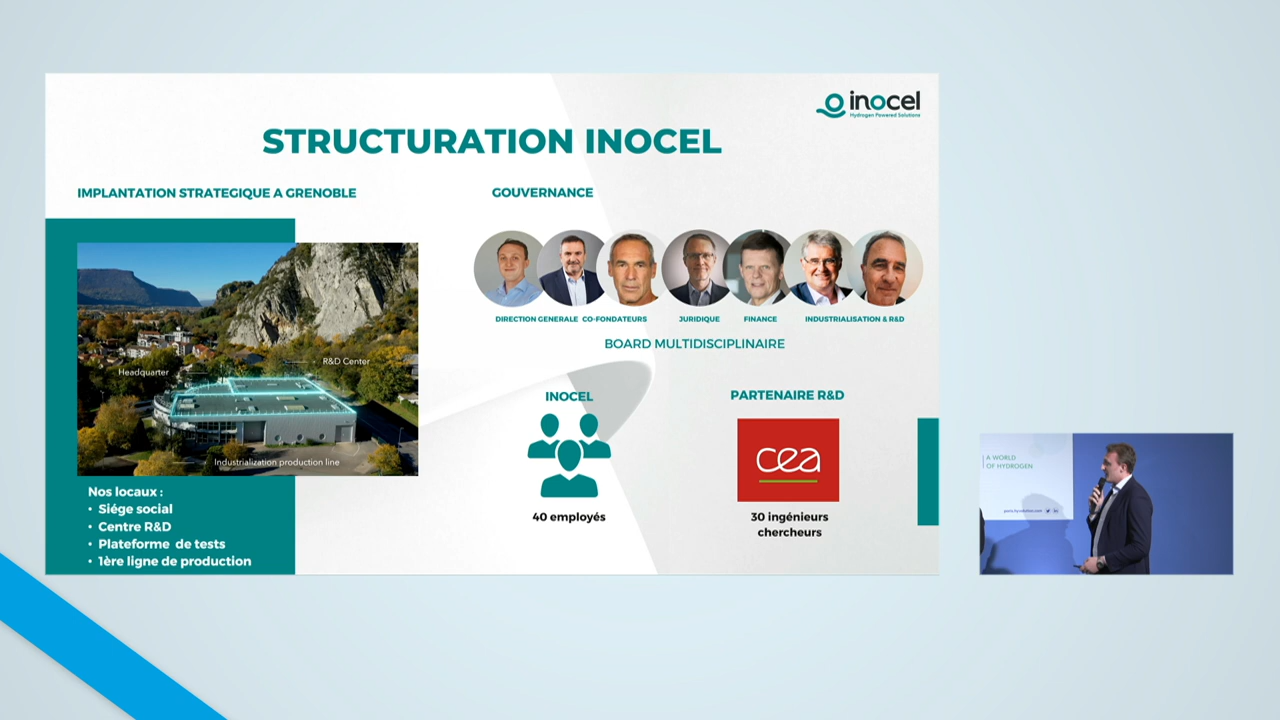 inocel
Hydrogen Powered Solutions
STRUCTURATION INOCEL
IMPLANTATION STRATEGIQUE A GRENOBLE
Headquarter
R&D Center
Industrialization production line
Nos locaux :
• Siége social
• Centre R&D
• Plateforme de tests
• 1ère ligne de production
GOUVERNANCE
DIRECTION GENERALE CO-FONDATEURS JURIDIQUE FINANCE INDUSTRIALISATION & R&D
BOARD MULTIDISCIPLINAIRE
INOCEL
40 employés
PARTENAIRE R&D
cea
30 ingénieurs
chercheurs
A WORLD
OF HYDROGEN